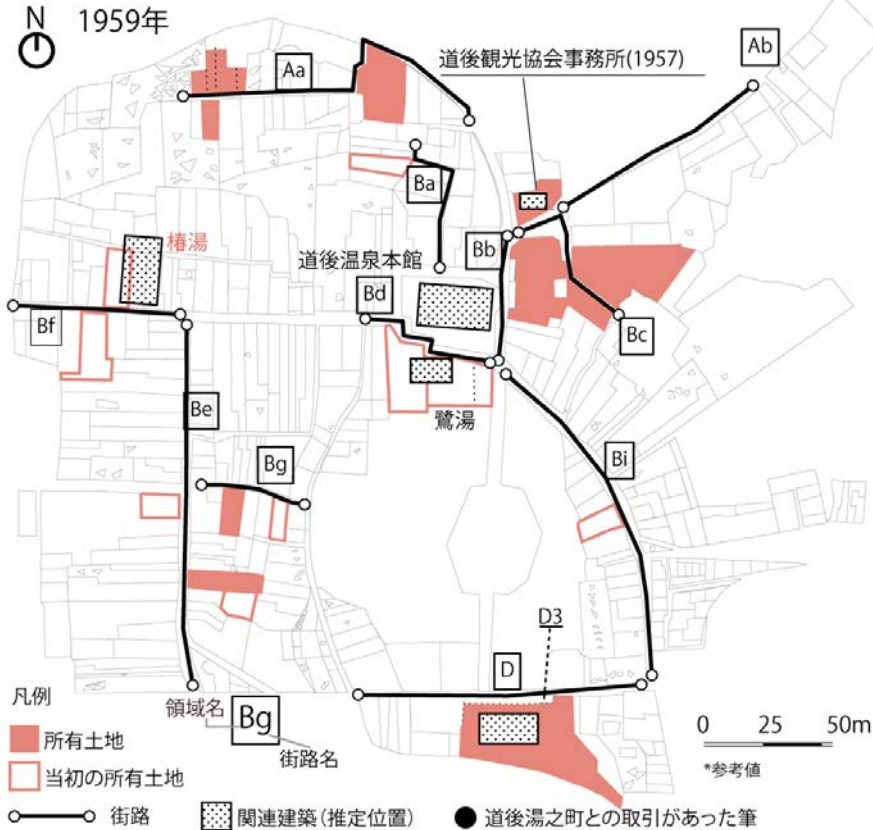 N
1959年
道後観光協会事務所(1957)
Aa
Ab
Ba
Bb
椿湯
道後温泉本館
Bd
Bf
Bc
鷺湯
Be
Bg
Bi
D3
D
凡例
領域名
Bg
街路名
所有土地
当初の所有土地
0 25 50m
*参考値
街路
関連建築(推定位置)
道後湯之町との取引があった筆